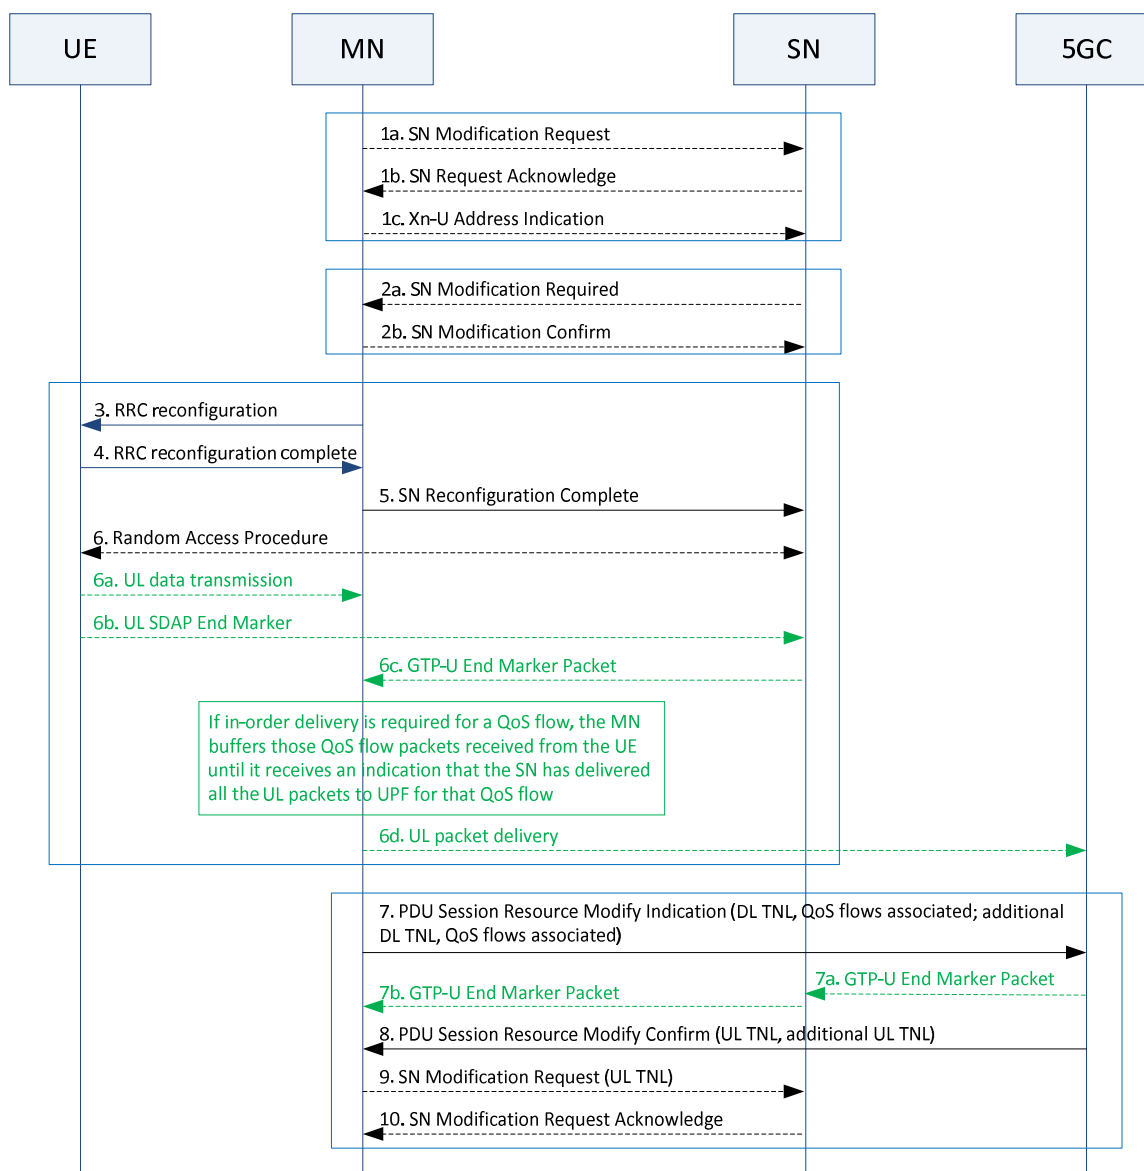 UE
MN
SN
5GC
1a. SN Modification Request
1b. SN Request Acknowledge
1c. Xn-U Address Indication
2a. SN Modification Required
2b. SN Modification Confirm
3. RRC reconfiguration
4. RRC reconfiguration complete
5. SN Reconfiguration Complete
6. Random Access Procedure
6a. UL data transmission
6b. UL SDAP End Marker
6c. GTP-U End Marker Packet
If in-order delivery is required for a QoS flow, the MN
buffers those QoS flow packets received from the UE
until it receives an indication that the SN has delivered
all the UL packets to UPF for that QoS flow
6d. UL packet delivery
7. PDU Session Resource Modify Indication (DL TNL, QoS flows associated; additional
DL TNL, QoS flows associated)
7a. GTP-U End Marker Packet
7b. GTP-U End Marker Packet
8. PDU Session Resource Modify Confirm (UL TNL, additional UL TNL)
9. SN Modification Request (UL TNL)
10. SN Modification Request Acknowledge